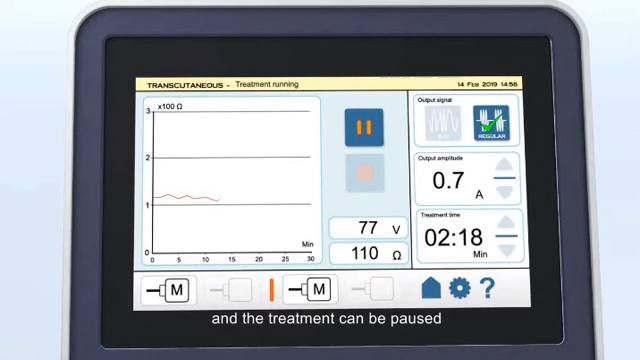 TRANSCUTANEOUS - Treatment running
14 FEB 2019 14:56
x100 Ω
3
2
1
0
0 5 10 15 20 25 30
Min
77 V
110 Ω
Output signal
REGULAR
Output amplitude
0.7 A
Treatment time
02:18 Min
M
M
?
and the treatment can be paused